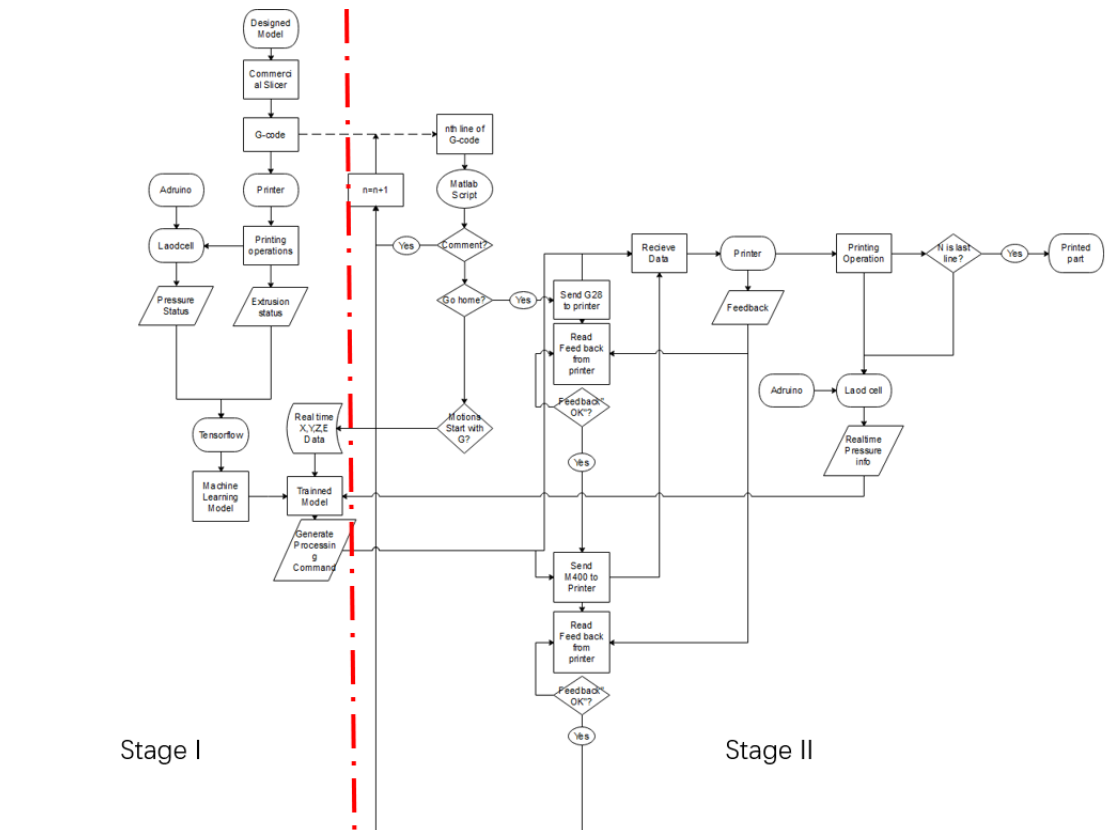 Designed
Model
Commerci
al Slicer
G-code
Adruino
Printer
Laodcell
Printing
operations
Pressure
Status
Extrusion
status
Tensorflow
Machine
Learning
Model
Real time
X,Y,Z,E
Data
Trainned
Model
Generate
Processin
g
Command
Stage I
n=n+1
nth line of
G-code
Matlab
Script
Comment?
Yes
Go home?
Yes
Motions
Start with
G?
Send G28
to printer
Read
Feed back
from
printer
Feedback"
OK"?
Yes
Send
M400 to
Printer
Read
Feed back
from
printer
Feedback"
OK"?
Yes
Recieve
Data
Printer
Feedback
Printing
Operation
N is last
line?
Yes
Printed
part
Adruino
Laod cell
Realtime
Pressure
info
Stage II